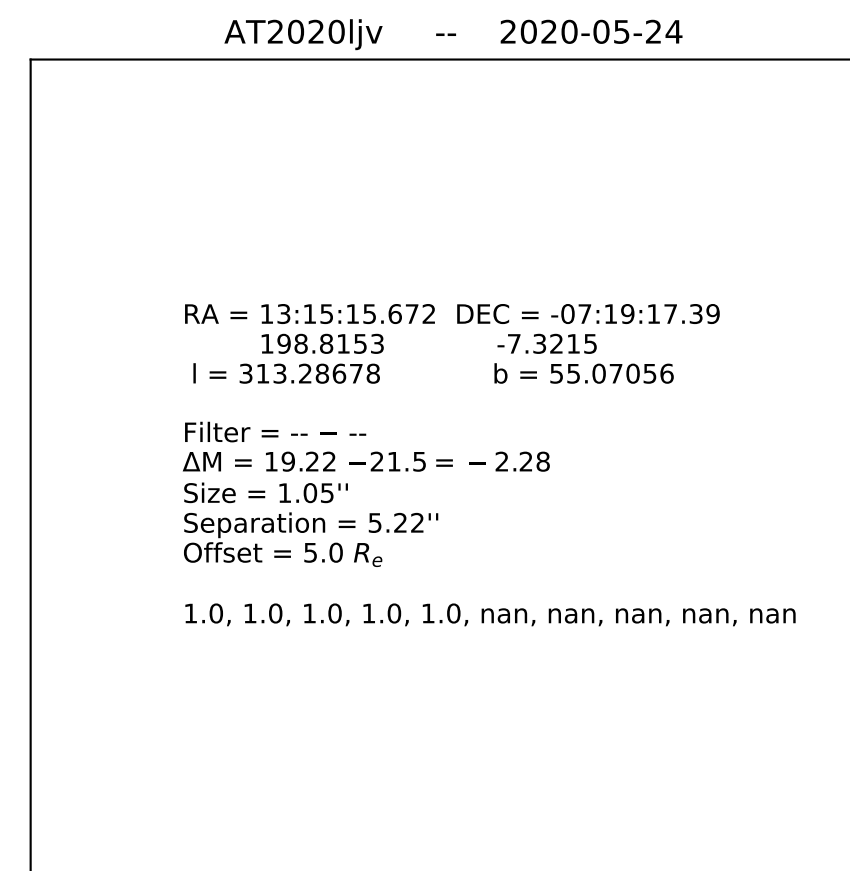 AT2020ljv -- 2020-05-24
RA = 13:15:15.672 DEC = -07:19:17.39
198.8153 -7.3215
l = 313.28678 b = 55.07056
Filter = -- − --
ΔM = 19.22 −21.5 = − 2.28
Size = 1.05''
Separation = 5.22''
Offset = 5.0 Rₑ
1.0, 1.0, 1.0, 1.0, 1.0, nan, nan, nan, nan, nan